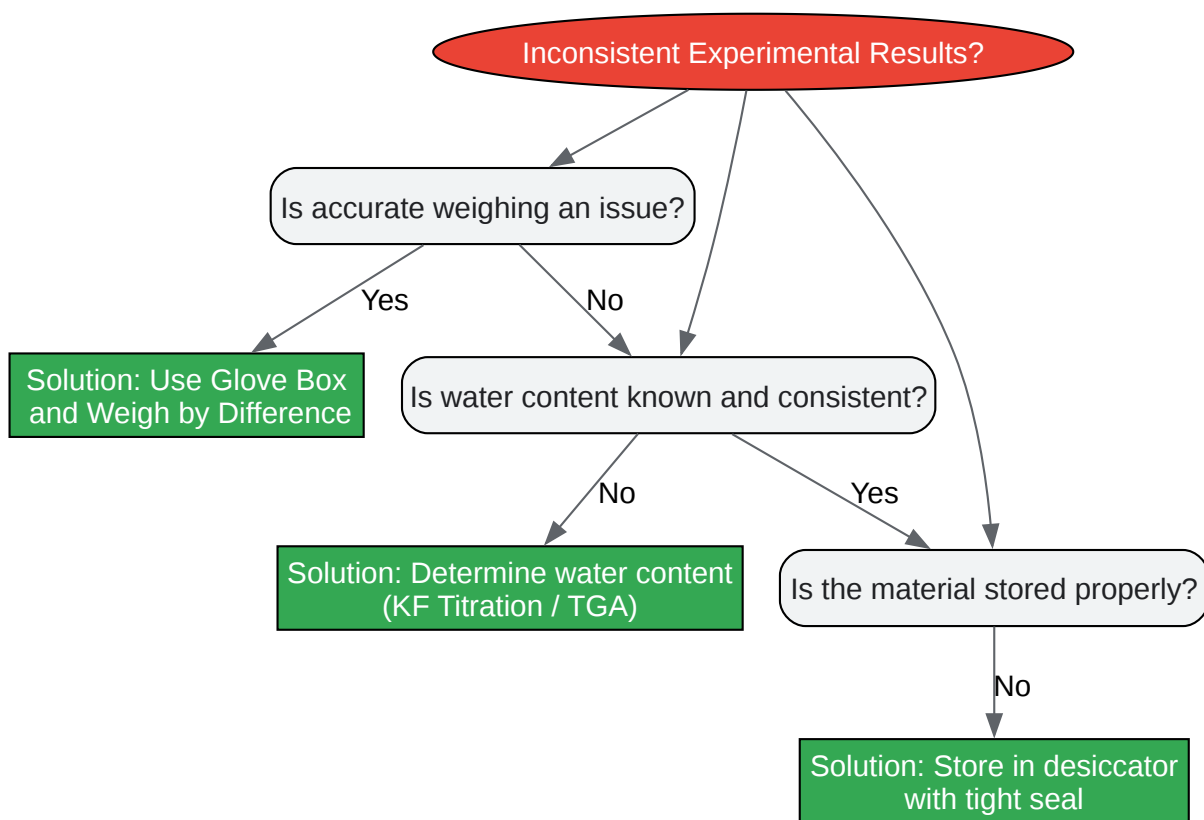 Inconsistent Experimental Results?
Is accurate weighing an issue?
Yes
No
Solution: Use Glove Box
and Weigh by Difference
Is water content known and consistent?
No
Yes
Solution: Determine water content
(KF Titration / TGA)
Is the material stored properly?
No
Solution: Store in desiccator
with tight seal